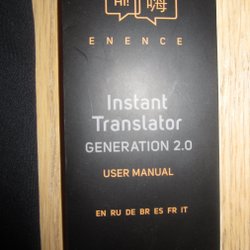 Hi!
嗨
ENENCE
Instant
Translator
GENERATION 2.0
USER MANUAL
EN RU DE BR ES FR IT